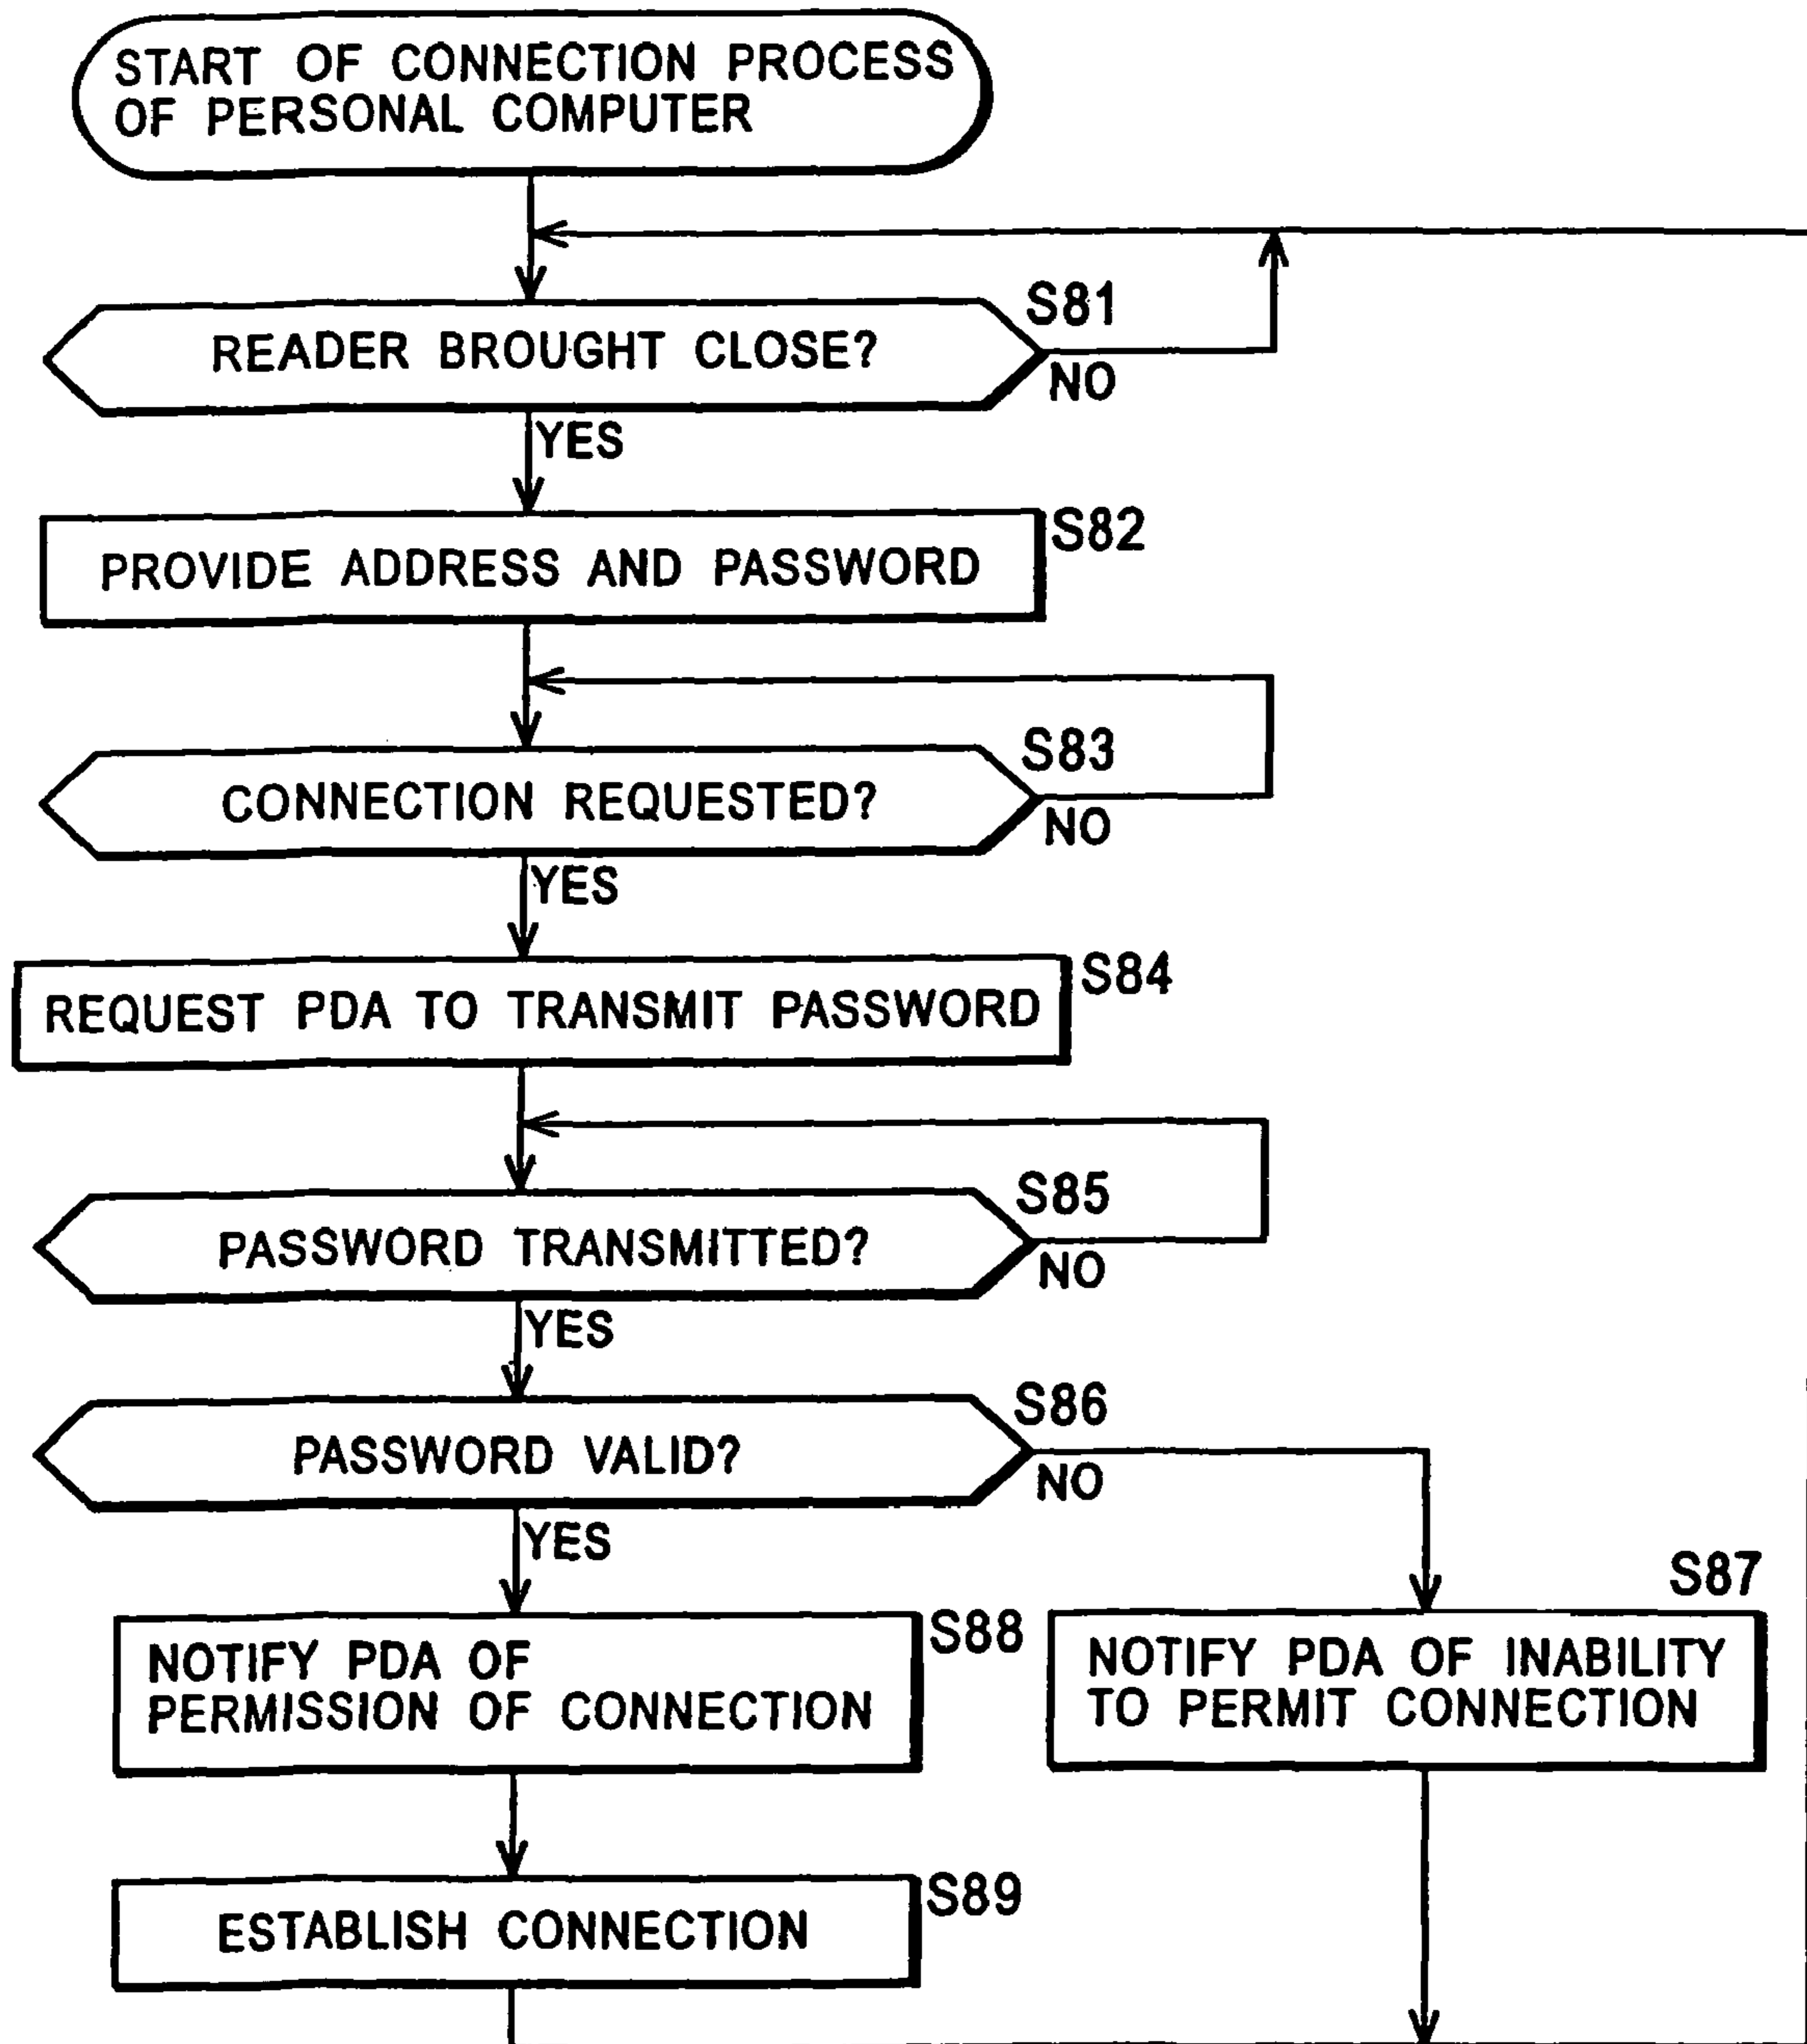 START OF CONNECTION PROCESS
OF PERSONAL COMPUTER
S81
READER BROUGHT CLOSE?
NO
YES
S82
PROVIDE ADDRESS AND PASSWORD
S83
CONNECTION REQUESTED?
NO
YES
S84
REQUEST PDA TO TRANSMIT PASSWORD
S85
PASSWORD TRANSMITTED?
NO
YES
S86
PASSWORD VALID?
NO
YES
S88
NOTIFY PDA OF
PERMISSION OF CONNECTION
S87
NOTIFY PDA OF INABILITY
TO PERMIT CONNECTION
S89
ESTABLISH CONNECTION